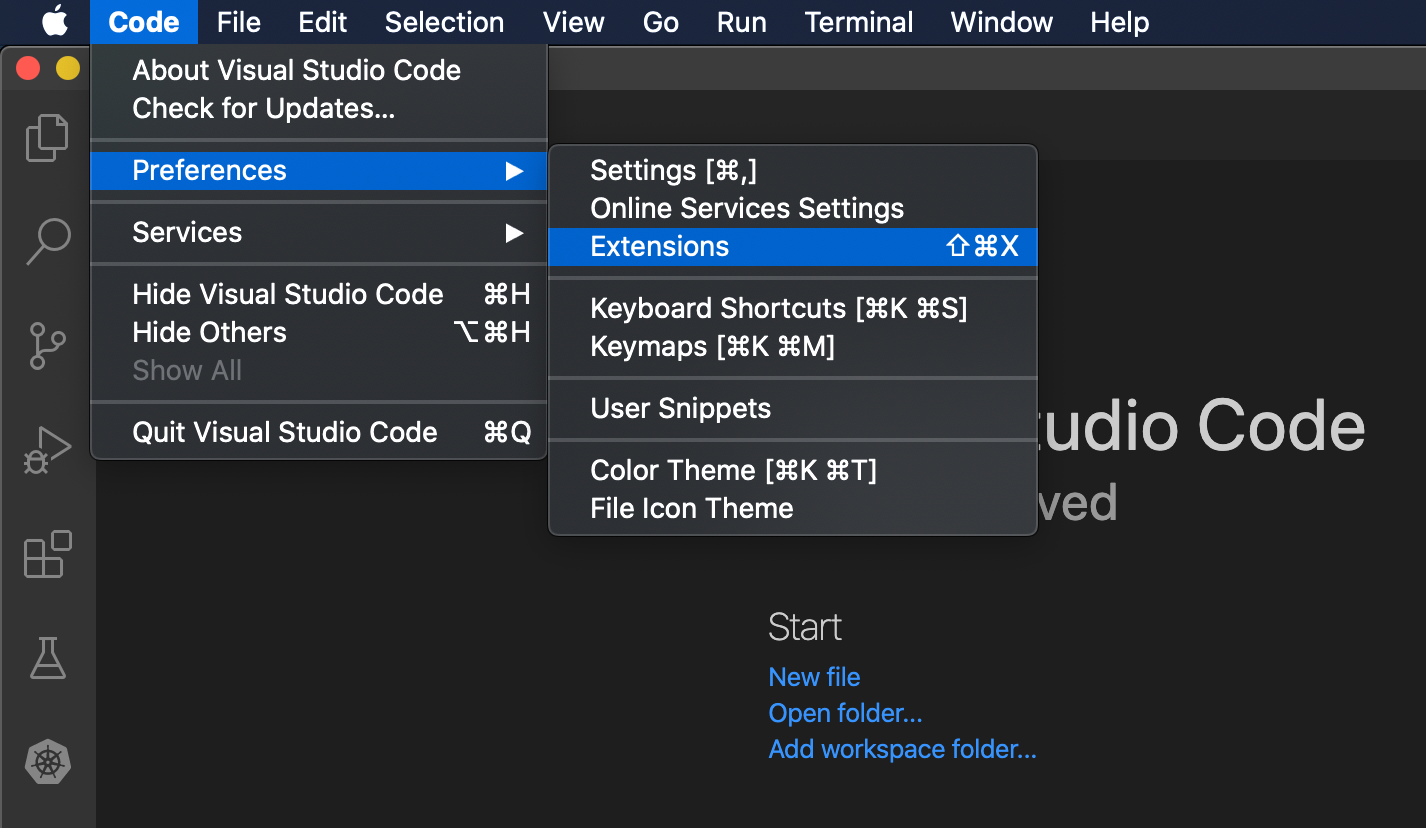 Code File Edit Selection View Go Run Terminal Window Help
About Visual Studio Code
Check for Updates...
Preferences
Services
Hide Visual Studio Code ⌘H
Hide Others ⌥⌘H
Show All
Quit Visual Studio Code ⌘Q
Settings [⌘,]
Online Services Settings
Extensions ⇧⌘X
Keyboard Shortcuts [⌘K ⌘S]
Keymaps [⌘K ⌘M]
User Snippets
Color Theme [⌘K ⌘T]
File Icon Theme
tudio Code
ved
Start
New file
Open folder...
Add workspace folder...